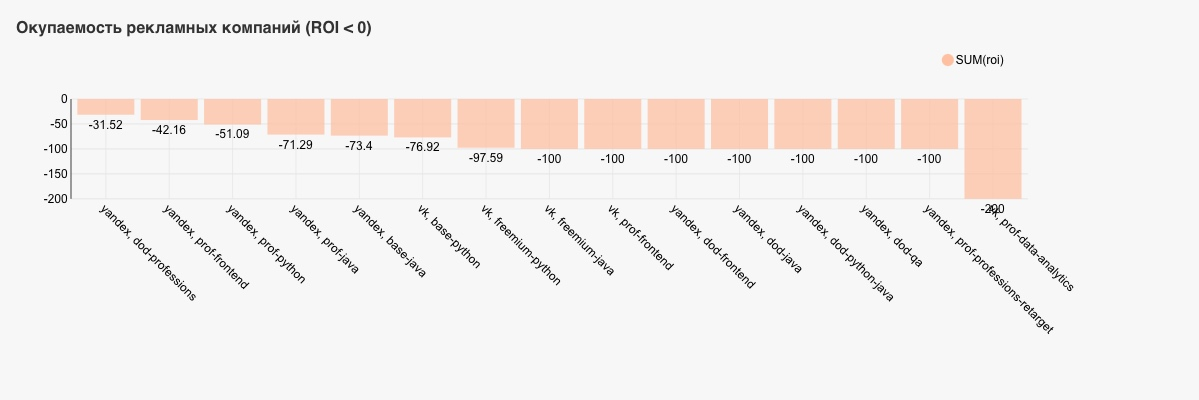 Окупаемость рекламных компаний (ROI < 0)
SUM(roi)
0
-50
-100
-150
-200
-31.52
-42.16
-51.09
-71.29
-73.4
-76.92
-97.59
-100
-100
-100
-100
-100
-100
-100
-200
yandex, dod-professions
yandex, prof-frontend
yandex, prof-python
yandex, prof-java
yandex, base-java
vk, base-python
vk, freemium-python
vk, freemium-java
vk, prof-frontend
yandex, dod-frontend
yandex, dod-java
yandex, dod-python-java
yandex, dod-qa
yandex, prof-professions-retarget
vk, prof-data-analytics